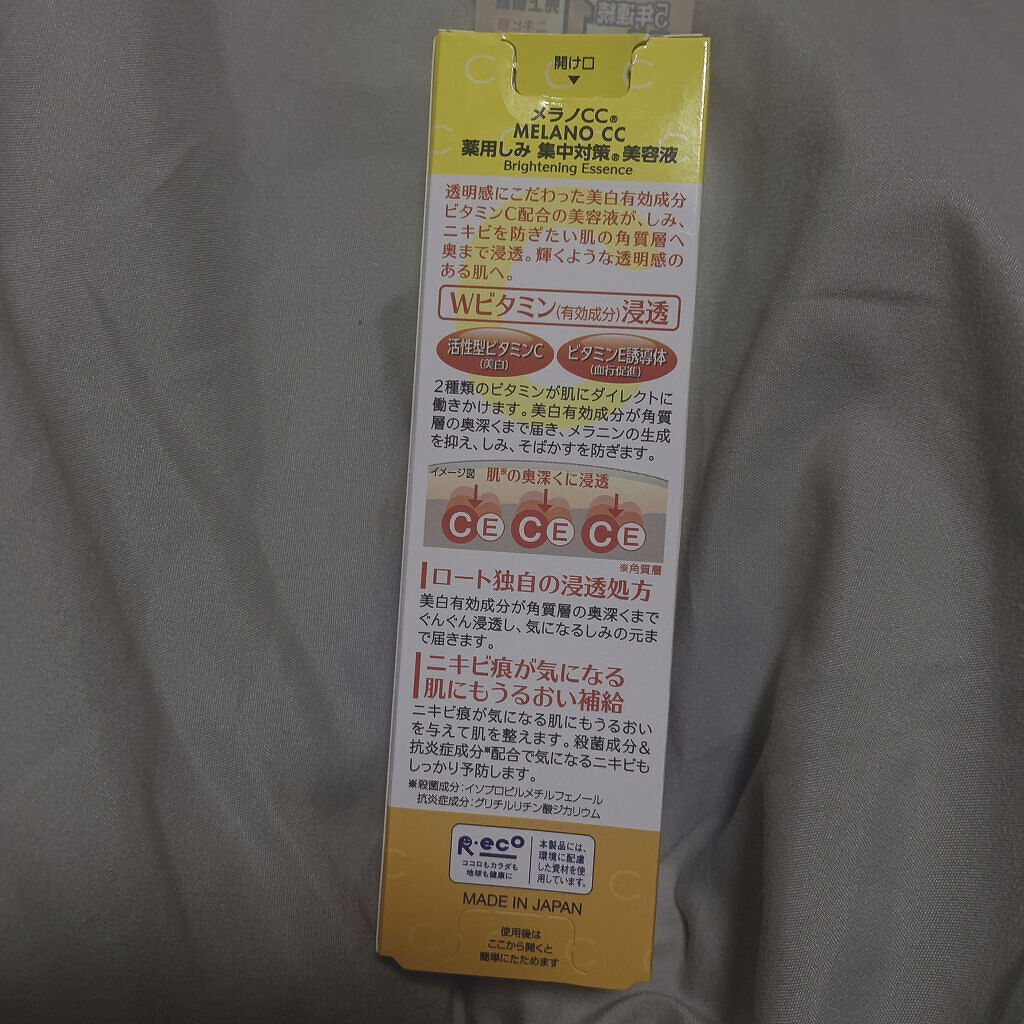 5年連続
開け口
▼
メラノCC®
MELANO CC
薬用しみ 集中対策® 美容液
Brightening Essence
透明感にこだわった美白有効成分
ビタミンC配合の美容液が、しみ、
ニキビを防ぎたい肌の角質層へ
奥まで浸透。輝くような透明感の
ある肌へ。
Wビタミン(有効成分)浸透
活性型ビタミンC
(美白)
ビタミンE誘導体
(血行促進)
2種類のビタミンが肌にダイレクトに
働きかけます。美白有効成分が角質
層の奥深くまで届き、メラニンの生成
を抑え、しみ、そばかすを防ぎます。
イメージ図 肌※の奥深くに浸透
C E C E C E
※角質層
ロート独自の浸透処方
美白有効成分が角質層の奥深くまで
ぐんぐん浸透し、気になるしみの元ま
で届きます。
ニキビ痕が気になる
肌にもうるおい補給
ニキビ痕が気になる肌にもうるおい
を与えて肌を整えます。殺菌成分&
抗炎症成分※配合で気になるニキビも
しっかり予防します。
※殺菌成分:イソプロピルメチルフェノール
抗炎症成分:グリチルリチン酸ジカリウム
R・eco
ココロもカラダも
地球も健康に
本製品には、
環境に配慮
した資材を使
用しています。
MADE IN JAPAN
使用後は
ここから開くと
簡単にたためます